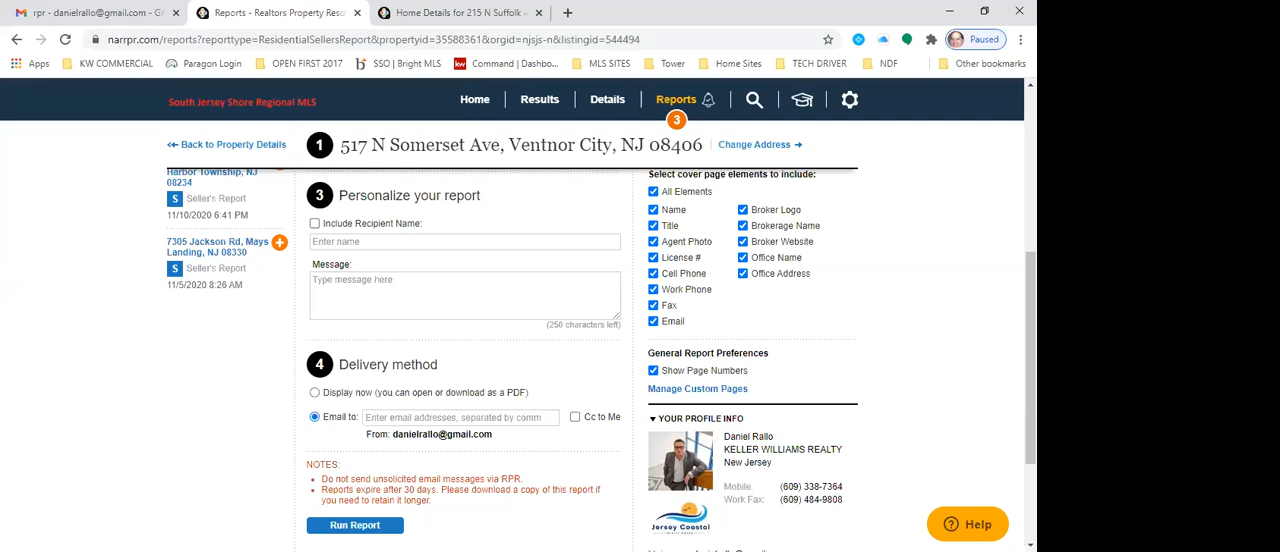 rpr - danielrallo@gmail.com - Gr
Reports - Realtors Property Reso
Home Details for 215 N Suffolk A
narrpr.com/reports?reporttype=ResidentialSellersReport&propertyid=35588361&orgid=njsjs-n&listingid=544494
Paused
Apps KW COMMERCIAL Paragon Login OPEN FIRST 2017 SSO | Bright MLS Command | Dashbo... MLS SITES Tower Home Sites TECH DRIVER NDF Other bookmarks
South Jersey Shore Regional MLS
Home Results Details Reports
3
Back to Property Details
1 517 N Somerset Ave, Ventnor City, NJ 08406
Change Address
Harbor Township, NJ
08234
S Seller's Report
11/10/2020 6:41 PM
7305 Jackson Rd, Mays
Landing, NJ 08330
S Seller's Report
11/5/2020 8:26 AM
3 Personalize your report
Include Recipient Name:
Enter name
Message:
Type message here
(250 characters left)
4 Delivery method
Display now (you can open or download as a PDF)
Email to: Enter email addresses, separated by comm Cc to Me
From: danielrallo@gmail.com
NOTES:
Do not send unsolicited email messages via RPR.
Reports expire after 30 days. Please download a copy of this report if
you need to retain it longer.
Run Report
Select cover page elements to include:
All Elements
Name Broker Logo
Title Brokerage Name
Agent Photo Broker Website
License # Office Name
Cell Phone Office Address
Work Phone
Fax
Email
General Report Preferences
Show Page Numbers
Manage Custom Pages
YOUR PROFILE INFO
Daniel Rallo
KELLER WILLIAMS REALTY
New Jersey
Mobile: (609) 338-7364
Work Fax: (609) 484-9808
Jersey Coastal
Help